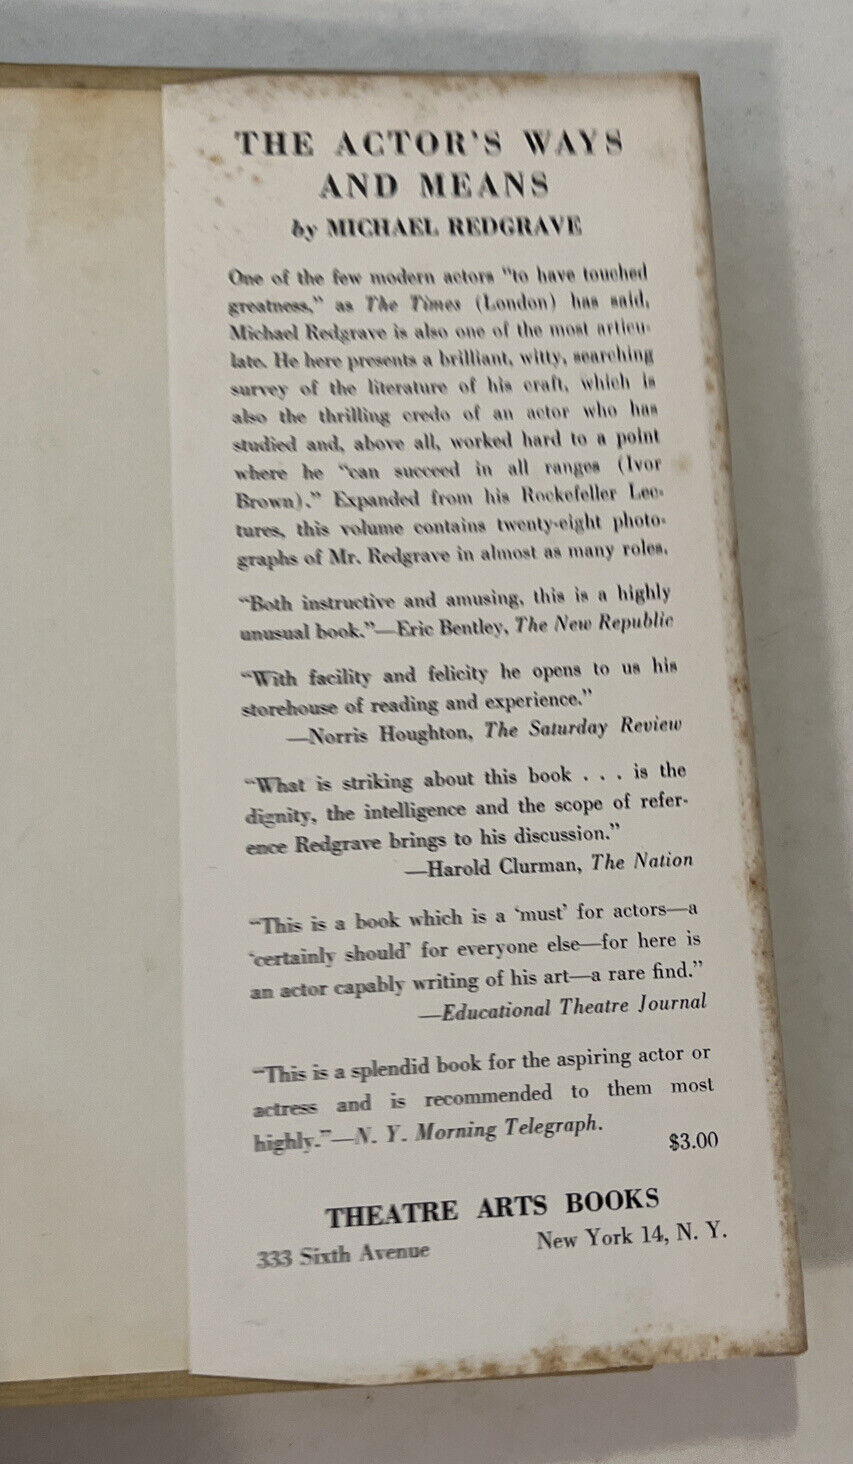 THE ACTOR'S WAYS
AND MEANS
by MICHAEL REDGRAVE
One of the few modern actors "to have touched
greatness," as The Times (London) has said,
Michael Redgrave is also one of the most articu-
late. He here presents a brilliant, witty, searching
survey of the literature of his craft, which is
also the thrilling credo of an actor who has
studied and, above all, worked hard to a point
where he "can succeed in all ranges (Ivor
Brown)." Expanded from his Rockefeller Lec-
tures, this volume contains twenty-eight photo-
graphs of Mr. Redgrave in almost as many roles.
"Both instructive and amusing, this is a highly
unusual book."—Eric Bentley, The New Republic
"With facility and felicity he opens to us his
storehouse of reading and experience."
—Norris Houghton, The Saturday Review
"What is striking about this book . . . is the
dignity, the intelligence and the scope of refer-
ence Redgrave brings to his discussion."
—Harold Clurman, The Nation
"This is a book which is a 'must' for actors—a
'certainly should' for everyone else—for here is
an actor capably writing of his art—a rare find."
—Educational Theatre Journal
"This is a splendid book for the aspiring actor or
actress and is recommended to them most
highly."—N. Y. Morning Telegraph.
$3.00
THEATRE ARTS BOOKS
333 Sixth Avenue New York 14, N. Y.